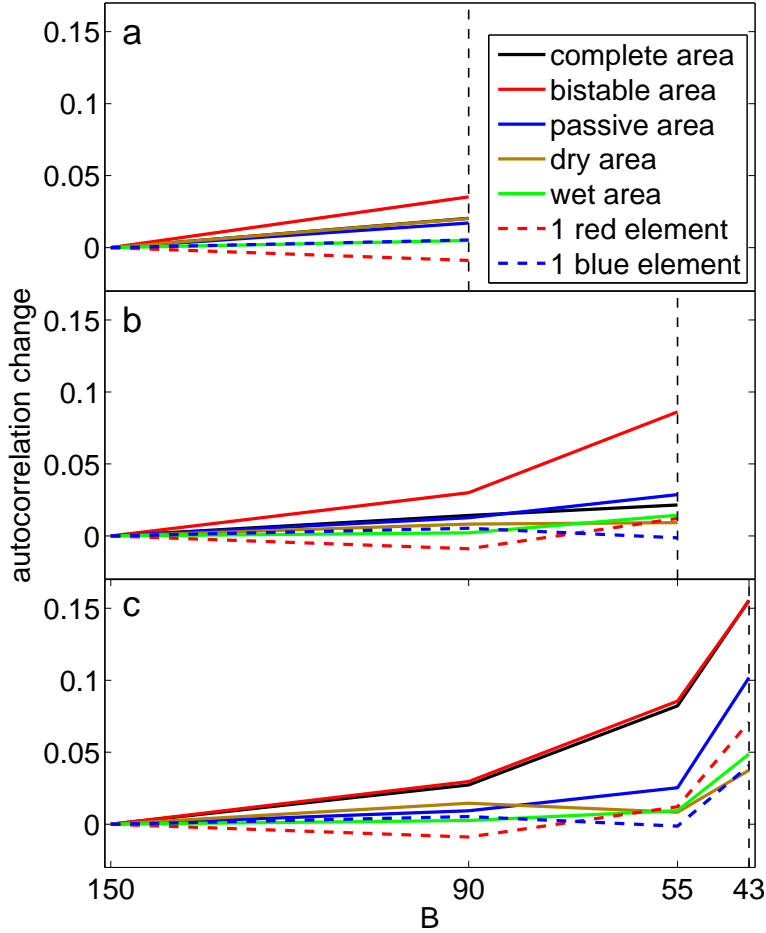 a
0.15
0.1
0.05
0
complete area
bistable area
passive area
dry area
wet area
1 red element
1 blue element
b
0.15
0.1
0.05
0
autocorrelation change
c
0.15
0.1
0.05
0
150
90
55
43
B